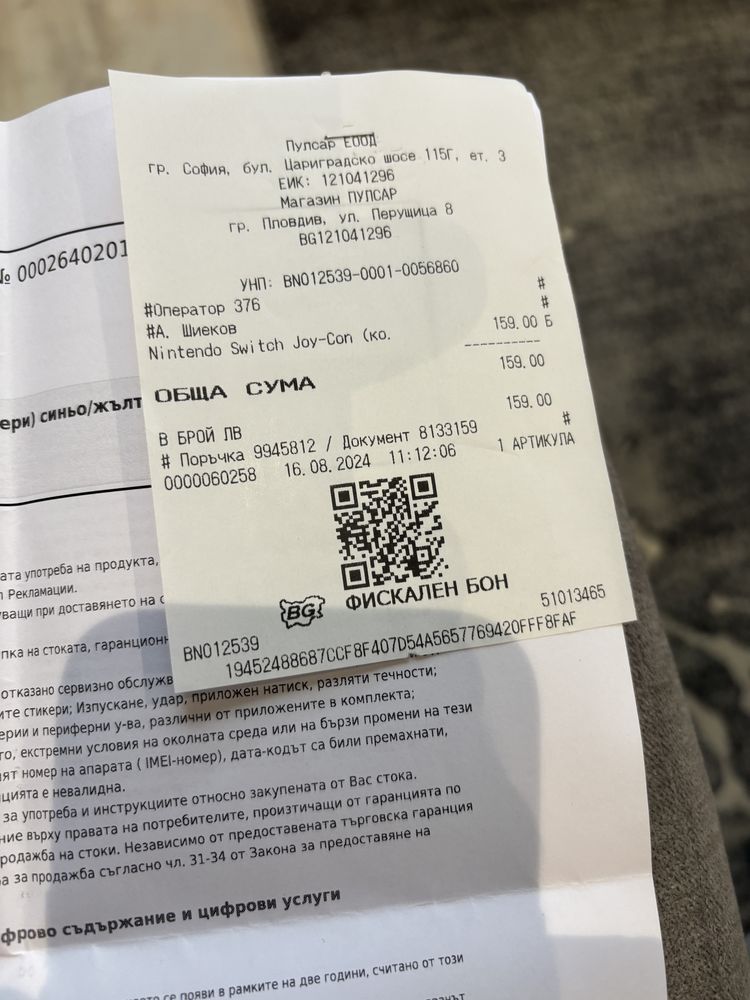 Пулсар ЕООД
гр. София, бул. Цариградско шосе 115Г, ет. 3
ЕИК: 121041296
Магазин ПУЛСАР
гр. Пловдив, ул. Перущица 8
BG121041296
УНП: BN012539-0001-0056860
#Оператор 376 #
#А. Шиеков #
Nintendo Switch Joy-Con (ко. 159.00 Б
----------
ОБЩА СУМА 159.00
В БРОЙ ЛВ 159.00
# Поръчка 9945812 / Документ 8133159 #
0000060258 16.08.2024 11:12:06 1 АРТИКУЛА
BG ФИСКАЛЕН БОН
BN012539 51013465
19452488687CCF8F407D54A5657769420FFF8FAF
№ 0002640201
ери) синьо/жълт
ата употреба на продукта,
Рекламации.
ващи при доставянето на с
пка на стоката, гаранционн
отказано сервизно обслужв
ите стикери; Изпускане, удар, приложен натиск, разляти течности;
ерии и периферни у-ва, различни от приложените в комплекта;
го, екстремни условия на околната среда или на бързи промени на тези
ят номер на апарата ( IMEI-номер), дата-кодът са били премахнати,
цията е невалидна.
за употреба и инструкциите относно закупената от Вас стока.
ние върху правата на потребителите, произтичащи от гаранцията по
родажба на стоки. Независимо от предоставената търговска гаранция
а за продажба съгласно чл. 31-34 от Закона за предоставяне на
фрово съдържание и цифрови услуги
се появи в рамките на две години, считано от този